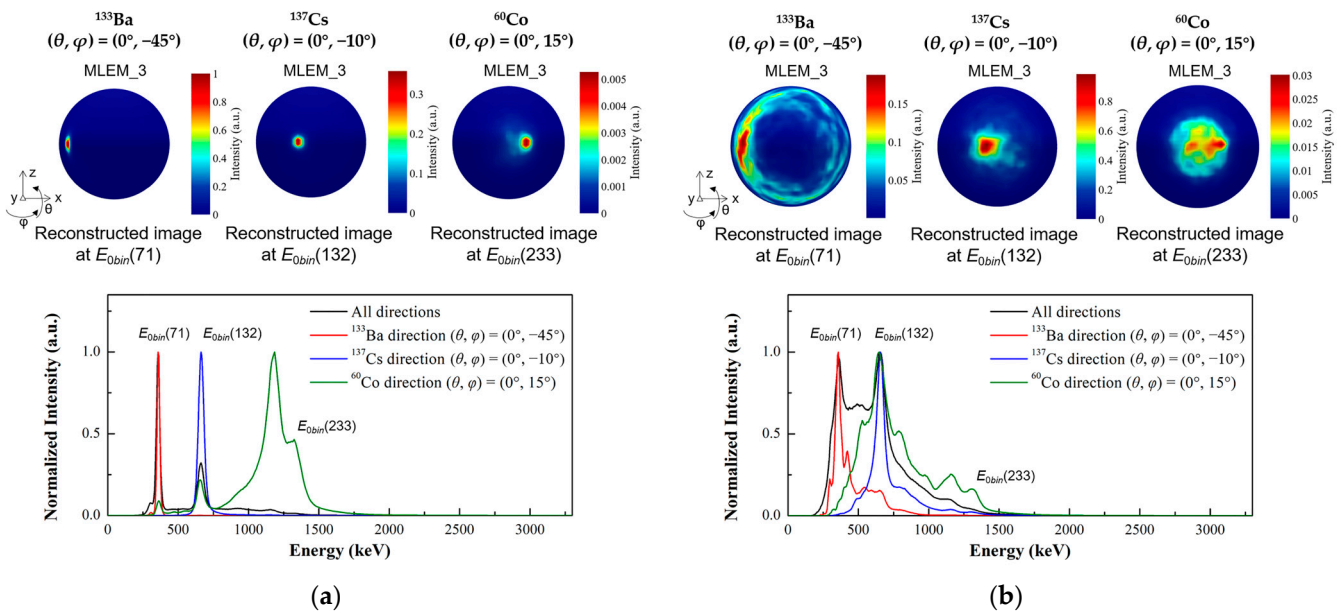 ¹³³Ba
(θ, φ) = (0°, −45°)
¹³⁷Cs
(θ, φ) = (0°, −10°)
⁶⁰Co
(θ, φ) = (0°, 15°)
MLEM_3
MLEM_3
MLEM_3
1
0.8
0.6
0.4
0.2
0
Intensity (a.u.)
0.3
0.2
0.1
0
Intensity (a.u.)
0.005
0.004
0.003
0.002
0.001
0.000
Intensity (a.u.)
z
y
x
θ
φ
Reconstructed image
at E0bin(71)
Reconstructed image
at E0bin(132)
Reconstructed image
at E0bin(233)
Normalized Intensity (a.u.)
1.0
0.5
0.0
E0bin(71)
E0bin(132)
E0bin(233)
All directions
¹³³Ba direction (θ, φ) = (0°, −45°)
¹³⁷Cs direction (θ, φ) = (0°, −10°)
⁶⁰Co direction (θ, φ) = (0°, 15°)
0 500 1000 1500 2000 2500 3000
Energy (keV)
(a)
¹³³Ba
(θ, φ) = (0°, −45°)
¹³⁷Cs
(θ, φ) = (0°, −10°)
⁶⁰Co
(θ, φ) = (0°, 15°)
MLEM_3
MLEM_3
MLEM_3
0.15
0.10
0.05
Intensity (a.u.)
0.8
0.6
0.4
0.2
0
Intensity (a.u.)
0.03
0.025
0.02
0.015
0.01
0.005
0
Intensity (a.u.)
z
y
x
θ
φ
Reconstructed image
at E0bin(71)
Reconstructed image
at E0bin(132)
Reconstructed image
at E0bin(233)
Normalized Intensity (a.u.)
1.0
0.5
0.0
E0bin(71)
E0bin(132)
E0bin(233)
All directions
¹³³Ba direction (θ, φ) = (0°, −45°)
¹³⁷Cs direction (θ, φ) = (0°, −10°)
⁶⁰Co direction (θ, φ) = (0°, 15°)
0 500 1000 1500 2000 2500 3000
Energy (keV)
(b)